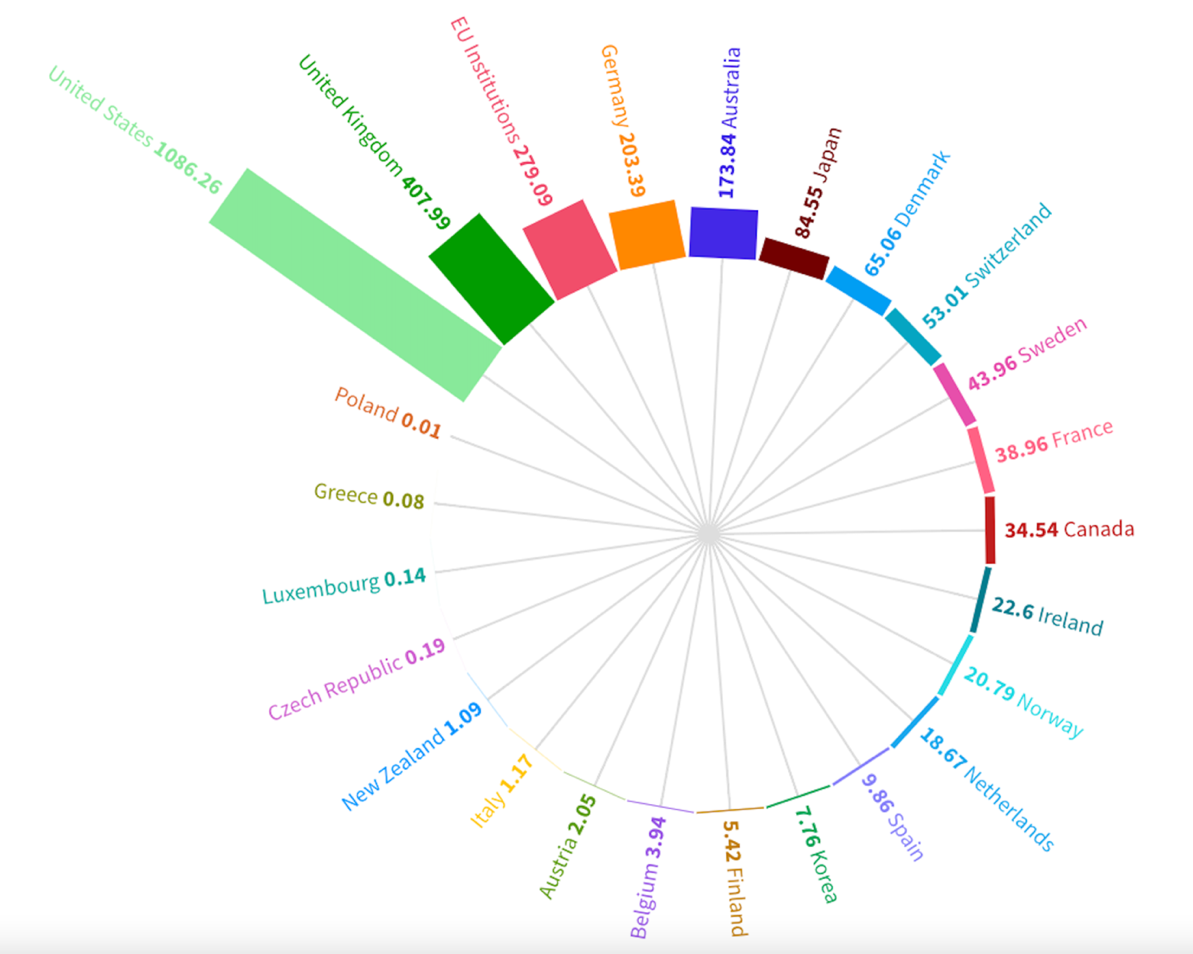 United States 1086.26
United Kingdom 407.99
EU Institutions 279.09
Germany 203.39
173.84 Australia
84.55 Japan
65.06 Denmark
53.01 Switzerland
43.96 Sweden
38.96 France
34.54 Canada
22.6 Ireland
20.79 Norway
18.67 Netherlands
9.86 Spain
7.76 Korea
5.42 Finland
Belgium 3.94
Austria 2.05
Italy 1.17
New Zealand 1.09
Czech Republic 0.19
Luxembourg 0.14
Greece 0.08
Poland 0.01